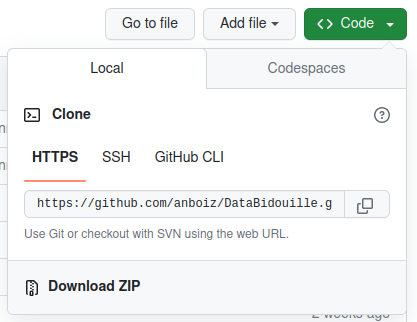 Go to file Add file Code
Local Codespaces
Clone
HTTPS SSH GitHub CLI
https://github.com/anboiz/DataBidouille.g
Use Git or checkout with SVN using the web URL.
Download ZIP
2 weeks ago